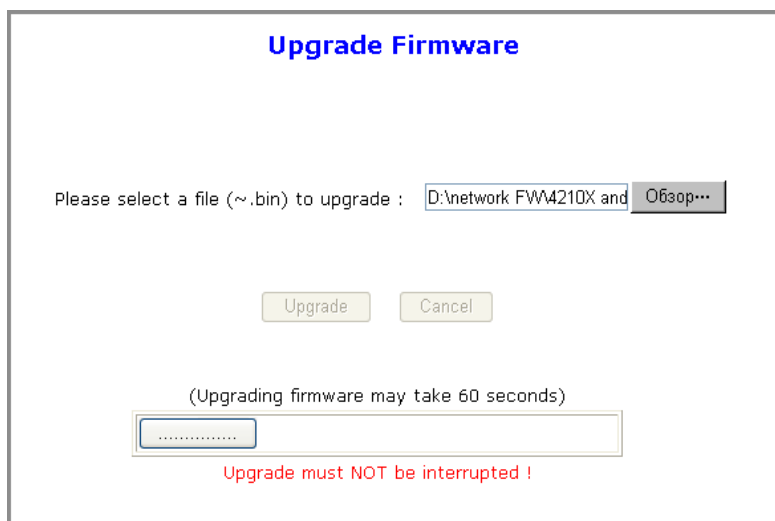 Upgrade Firmware
Please select a file (~.bin) to upgrade : D:\network FW\4210X and Обзор...
Upgrade Cancel
(Upgrading firmware may take 60 seconds)
...............
Upgrade must NOT be interrupted !